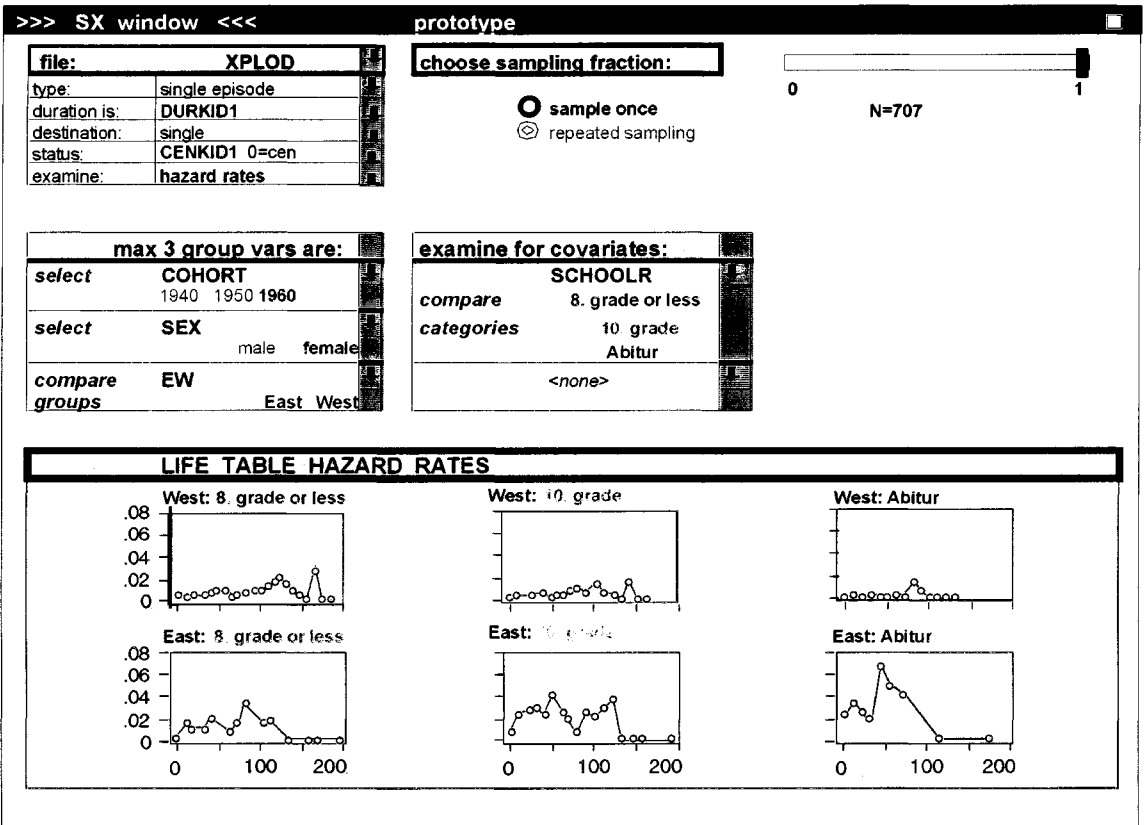 >>> SX window <<< prototype
file: XPLOD
type: single episode
duration is: DURKID1
destination: single
status: CENKID1 0=cen
examine: hazard rates
choose sampling fraction:
sample once
repeated sampling
0 1
N=707
max 3 group vars are:
select COHORT
1940 1950 1960
select SEX
male female
compare EW
groups East West
examine for covariates:
SCHOOLR
compare 8. grade or less
categories 10. grade
Abitur
<none>
LIFE TABLE HAZARD RATES
West: 8. grade or less
.08
.06
.04
.02
0
West: 10. grade
West: Abitur
East: 8. grade or less
.08
.06
.04
.02
0
0 100 200
East: 10. grade
0 100 200
East: Abitur
0 100 200